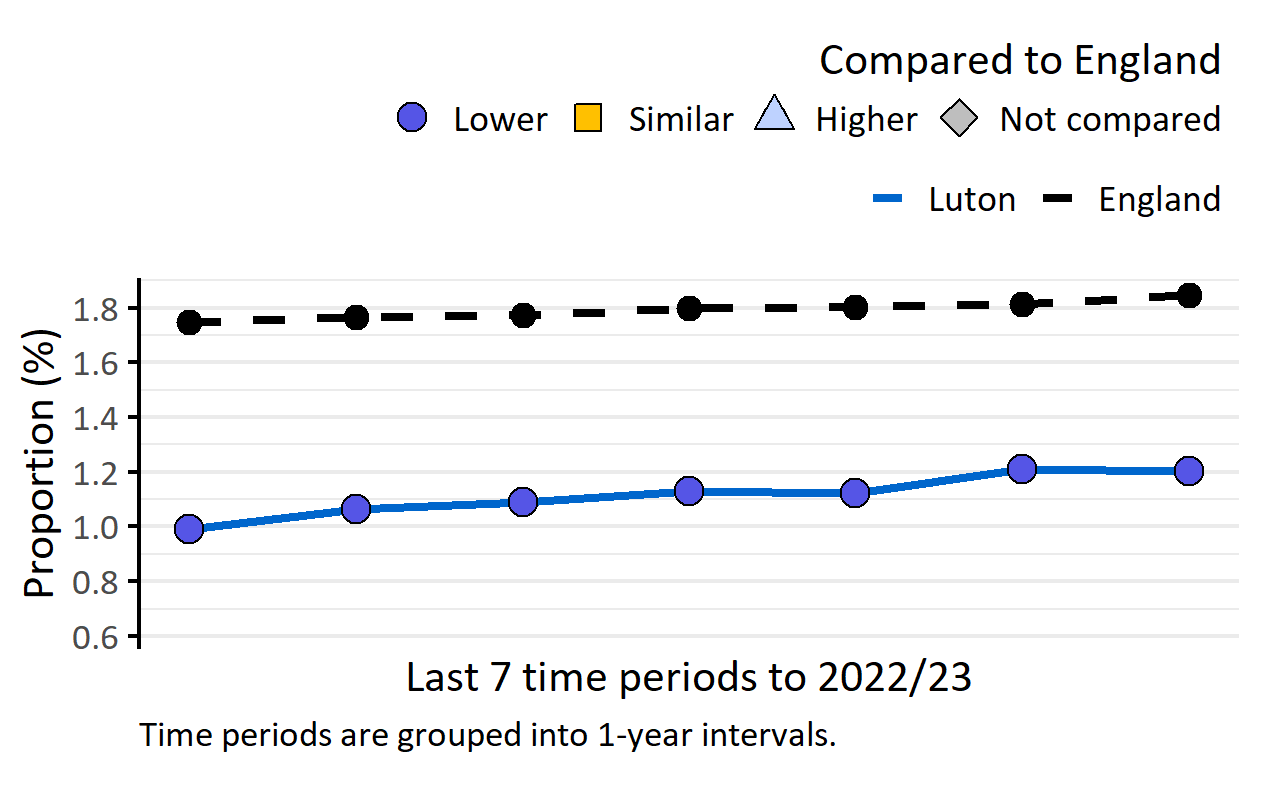 Compared to England
Lower Similar Higher Not compared
Luton England
Proportion (%)
1.8
1.6
1.4
1.2
1.0
0.8
0.6
Last 7 time periods to 2022/23
Time periods are grouped into 1-year intervals.